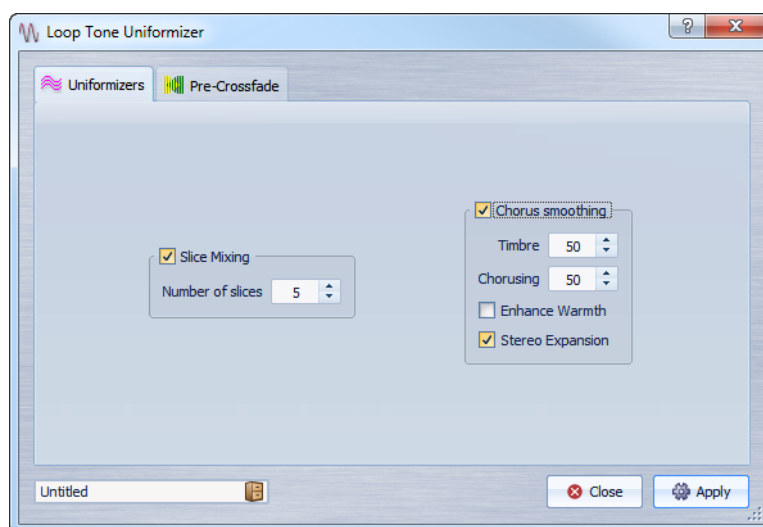 Loop Tone Uniformizer
?
Uniformizers
Pre-Crossfade
Slice Mixing
Number of slices 5
Chorus smoothing
Timbre 50
Chorusing 50
Enhance Warmth
Stereo Expansion
Untitled
Close
Apply